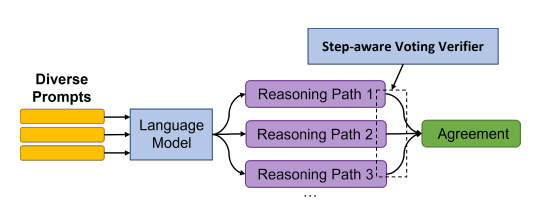 Step-aware Voting Verifier
Diverse
Prompts
Language
Model
Reasoning Path 1
Reasoning Path 2
Reasoning Path 3
...
Agreement